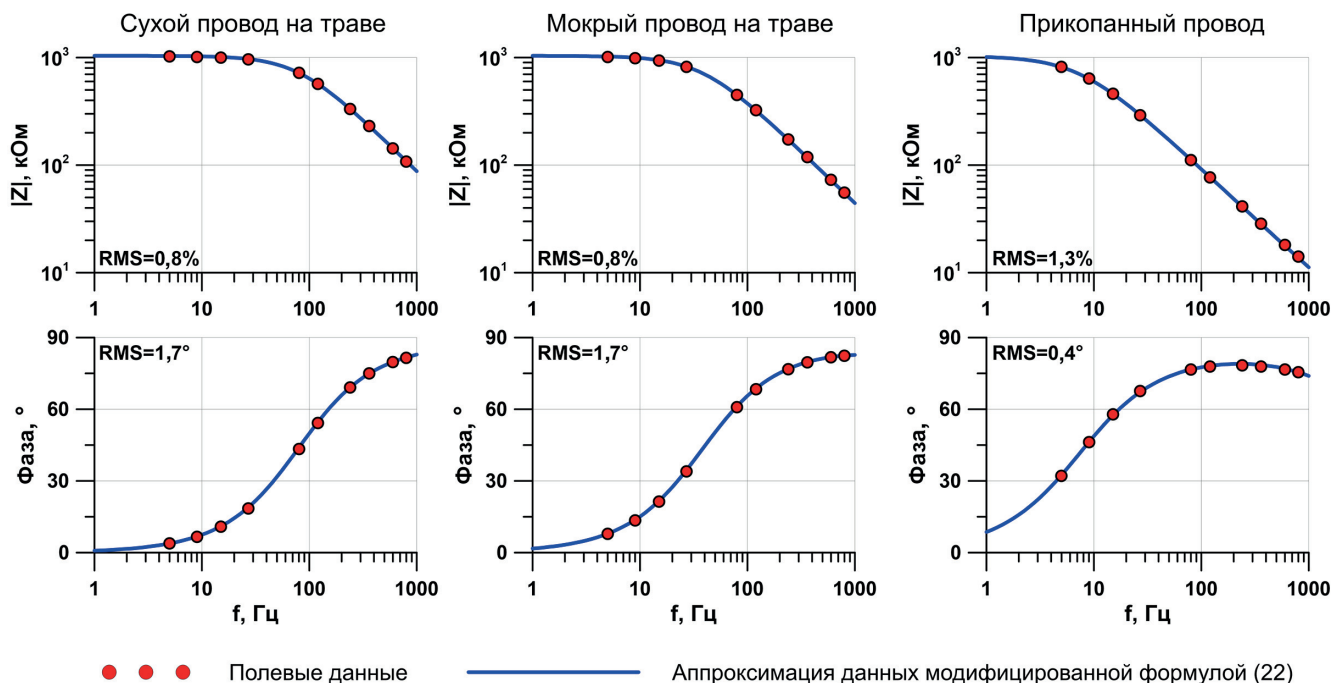 Сухой провод на траве
Мокрый провод на траве
Прикопанный провод
|Z|, кОм
10³
10²
10¹
RMS=0,8%
1 10 100 1000
|Z|, кОм
10³
10²
10¹
RMS=0,8%
1 10 100 1000
|Z|, кОм
10³
10²
10¹
RMS=1,3%
1 10 100 1000
Фаза, °
90
60
30
0
RMS=1,7°
1 10 100 1000
f, Гц
Фаза, °
90
60
30
0
RMS=1,7°
1 10 100 1000
f, Гц
Фаза, °
90
60
30
0
RMS=0,4°
1 10 100 1000
f, Гц
Полевые данные
Аппроксимация данных модифицированной формулой (22)